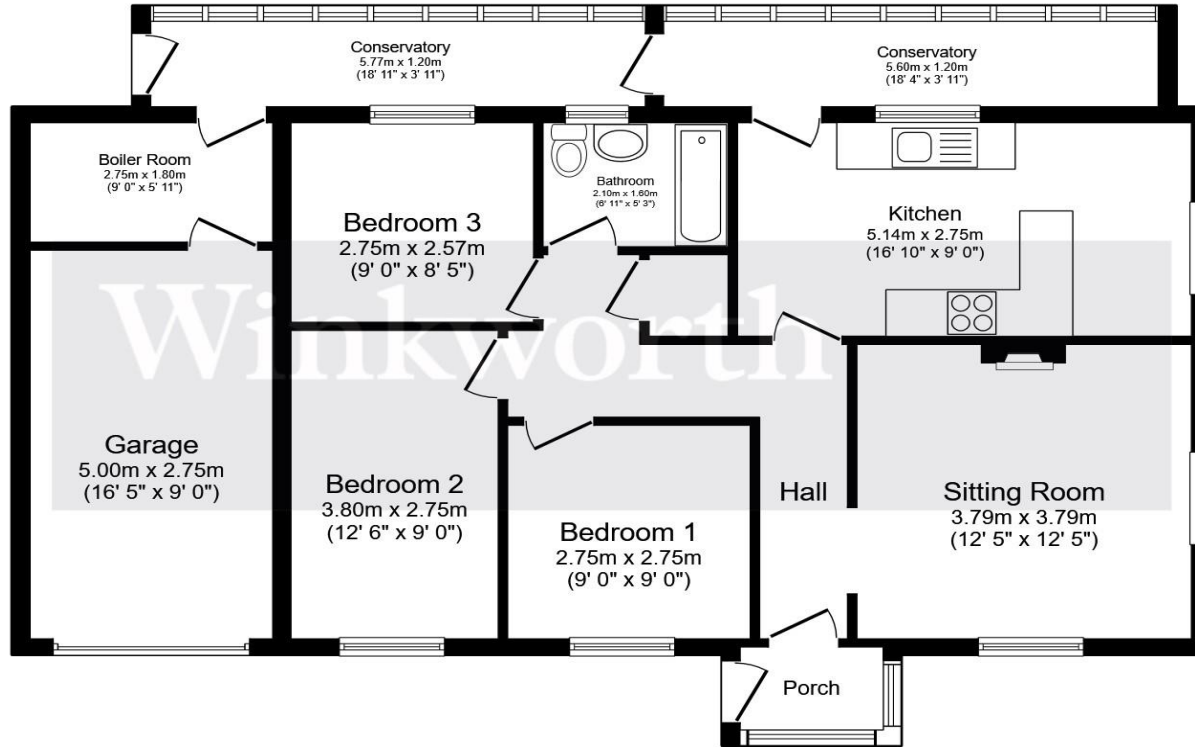 Conservatory
5.77m x 1.20m
(18' 11" x 3' 11")
Conservatory
5.60m x 1.20m
(18' 4" x 3' 11")
Boiler Room
2.75m x 1.80m
(9' 0" x 5' 11")
Bedroom 3
2.75m x 2.57m
(9' 0" x 8' 5")
Bathroom
2.10m x 1.60m
(6' 11" x 5' 3")
Kitchen
5.14m x 2.75m
(16' 10" x 9' 0")
Winkworth
Garage
5.00m x 2.75m
(16' 5" x 9' 0")
Bedroom 2
3.80m x 2.75m
(12' 6" x 9' 0")
Bedroom 1
2.75m x 2.75m
(9' 0" x 9' 0")
Hall
Sitting Room
3.79m x 3.79m
(12' 5" x 12' 5")
Porch